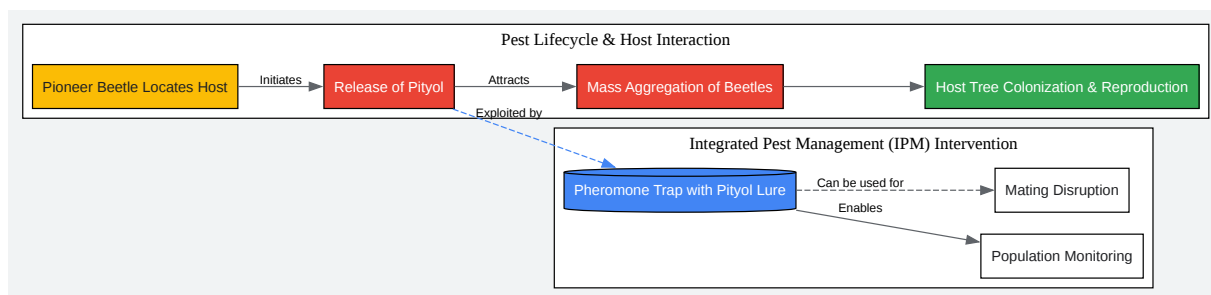 Pest Lifecycle & Host Interaction
Pioneer Beetle Locates Host
Initiates
Release of Pityol
Attracts
Mass Aggregation of Beetles
Host Tree Colonization & Reproduction
Exploited by
Integrated Pest Management (IPM) Intervention
Pheromone Trap with Pityol Lure
Can be used for
Mating Disruption
Enables
Population Monitoring